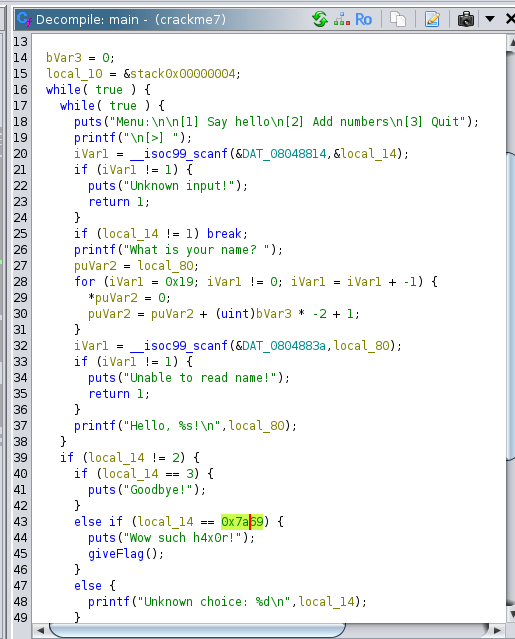 Decompile: main - (crackme7)
Ro
13
14 bVar3 = 0;
15 local_10 = &stack0x00000004;
16 while( true ) {
17 while( true ) {
18 puts("Menu:\n\n[1] Say hello\n[2] Add numbers\n[3] Quit");
19 printf("\n[>] ");
20 iVar1 = __isoc99_scanf(&DAT_08048814,&local_14);
21 if (iVar1 != 1) {
22 puts("Unknown input!");
23 return 1;
24 }
25 if (local_14 != 1) break;
26 printf("What is your name? ");
27 puVar2 = local_80;
28 for (iVar1 = 0x19; iVar1 != 0; iVar1 = iVar1 + -1) {
29 *puVar2 = 0;
30 puVar2 = puVar2 + (uint)bVar3 * -2 + 1;
31 }
32 iVar1 = __isoc99_scanf(&DAT_0804883a,local_80);
33 if (iVar1 != 1) {
34 puts("Unable to read name!");
35 return 1;
36 }
37 printf("Hello, %s!\n",local_80);
38 }
39 if (local_14 != 2) {
40 if (local_14 == 3) {
41 puts("Goodbye!");
42 }
43 else if (local_14 == 0x7a69) {
44 puts("Wow such h4x0r!");
45 giveFlag();
46 }
47 else {
48 printf("Unknown choice: %d\n",local_14);
49 }